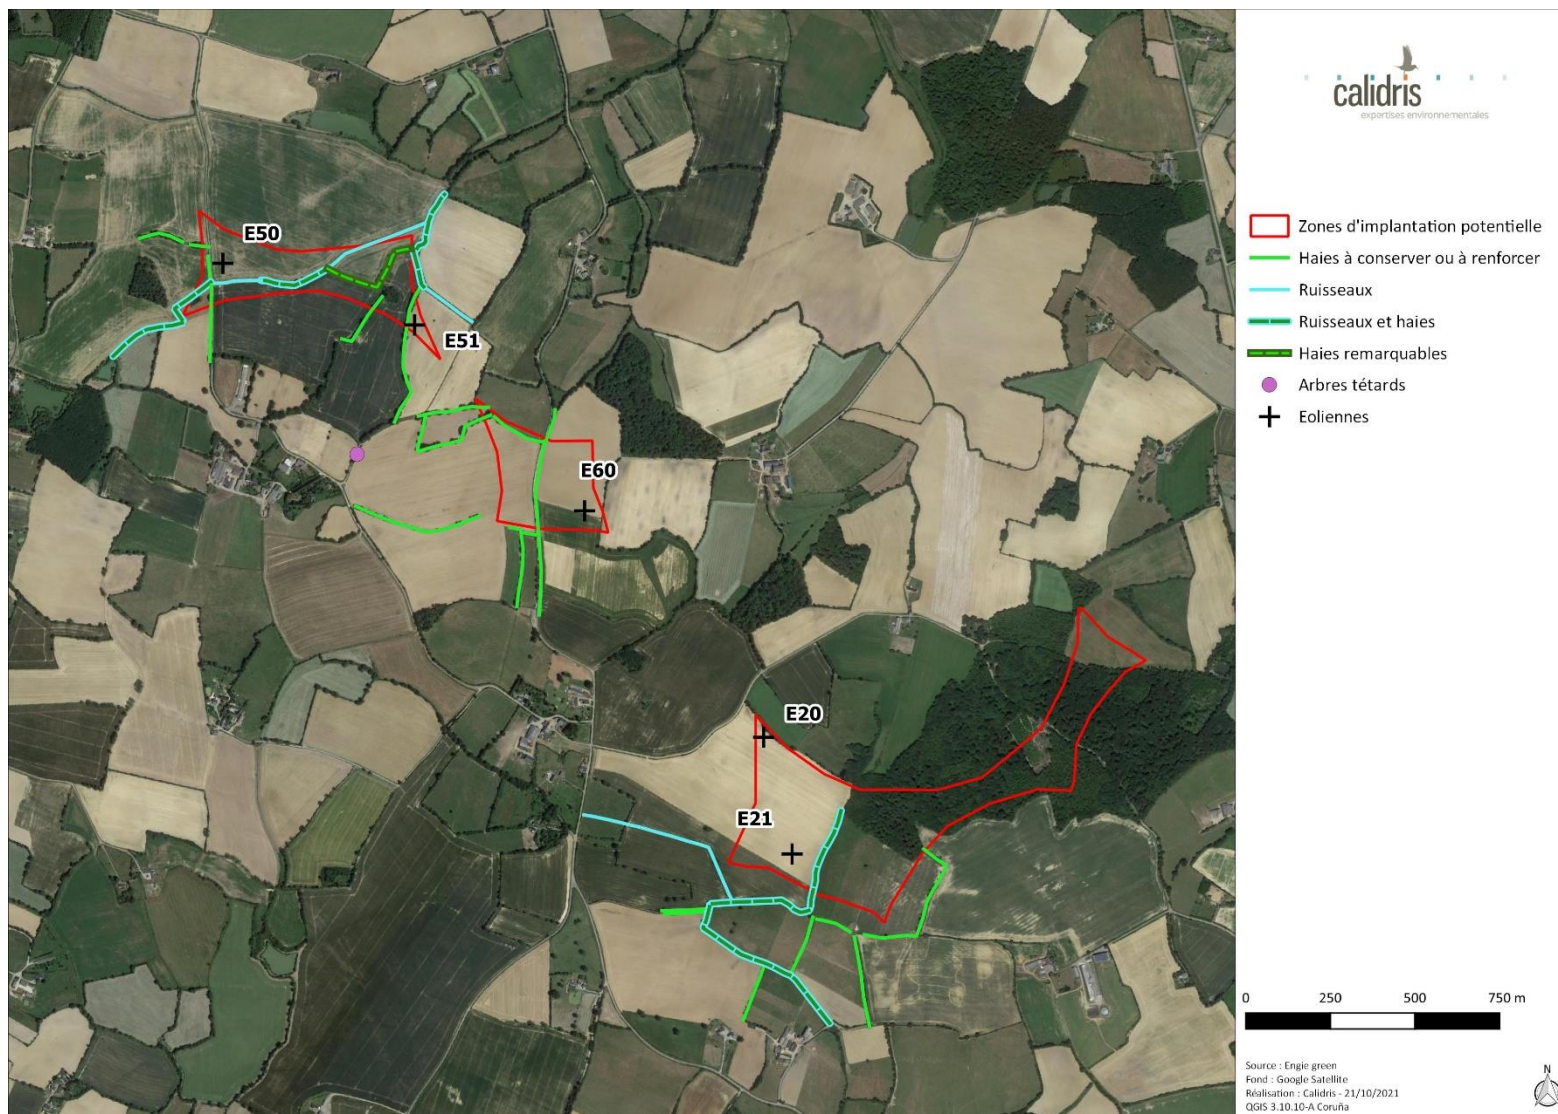 calidris
expertises environnementales
E50
E51
E60
E20
E21
Zones d'implantation potentielle
Haies à conserver ou à renforcer
Ruisseaux
Ruisseaux et haies
Haies remarquables
Arbres tétards
Eoliennes
0 250 500 750 m
Source : Engie green
Fond : Google Satellite
Réalisation : Calidris - 21/10/2021
QGIS 3.10.10-A Coruña
N